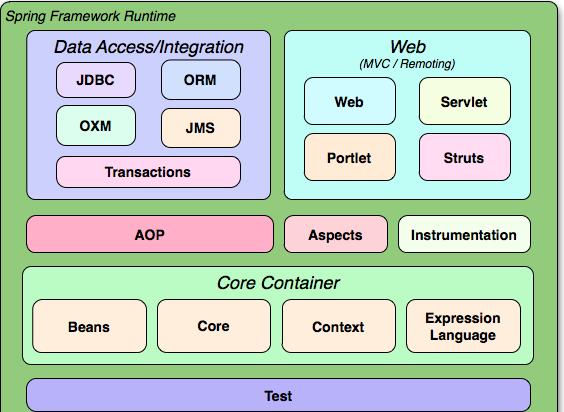 Spring Framework Runtime
Data Access/Integration
Web
(MVC / Remoting)
JDBC
ORM
Web
Servlet
OXM
JMS
Portlet
Struts
Transactions
AOP
Aspects
Instrumentation
Core Container
Beans
Core
Context
Expression
Language
Test